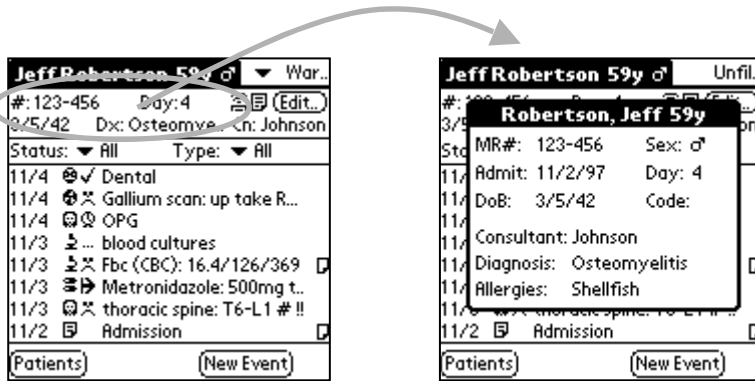 Jeff Robertson 59y ♂ ▼ War..
#: 123-456 Day: 4 (Edit..)
3/5/42 Dx: Osteomye.. Cn: Johnson
Status: ▼ All Type: ▼ All
11/4 Dental
11/4 Gallium scan: up take R...
11/4 OPG
11/3 ... blood cultures
11/3 Fbc (CBC): 16.4/126/369
11/3 Metronidazole: 500mg t..
11/3 thoracic spine: T6-L1 # !!
11/2 Admission
Patients New Event
Jeff Robertson 59y ♂ Unfil.
Robertson, Jeff 59y
MR#: 123-456 Sex: ♂
Admit: 11/2/97 Day: 4
DoB: 3/5/42 Code:
Consultant: Johnson
Diagnosis: Osteomyelitis
Allergies: Shellfish
11/2 Admission
Patients New Event